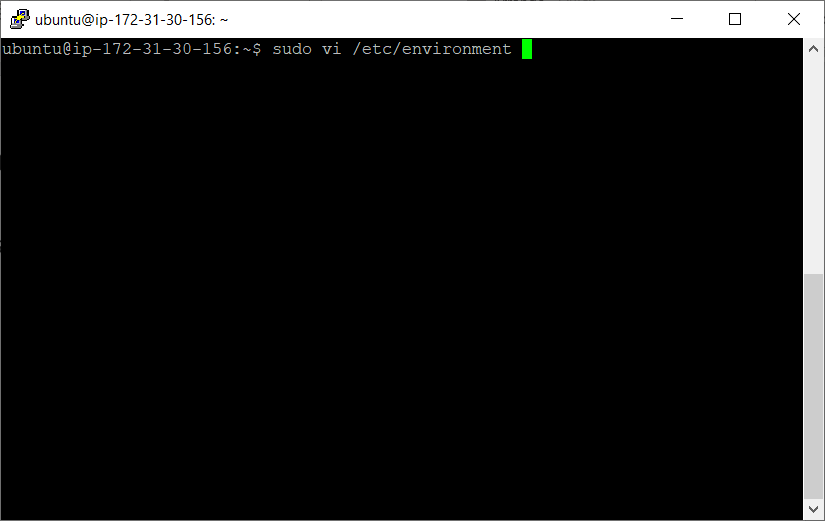 ubuntu@ip-172-31-30-156: ~
ubuntu@ip-172-31-30-156:~$ sudo vi /etc/environment